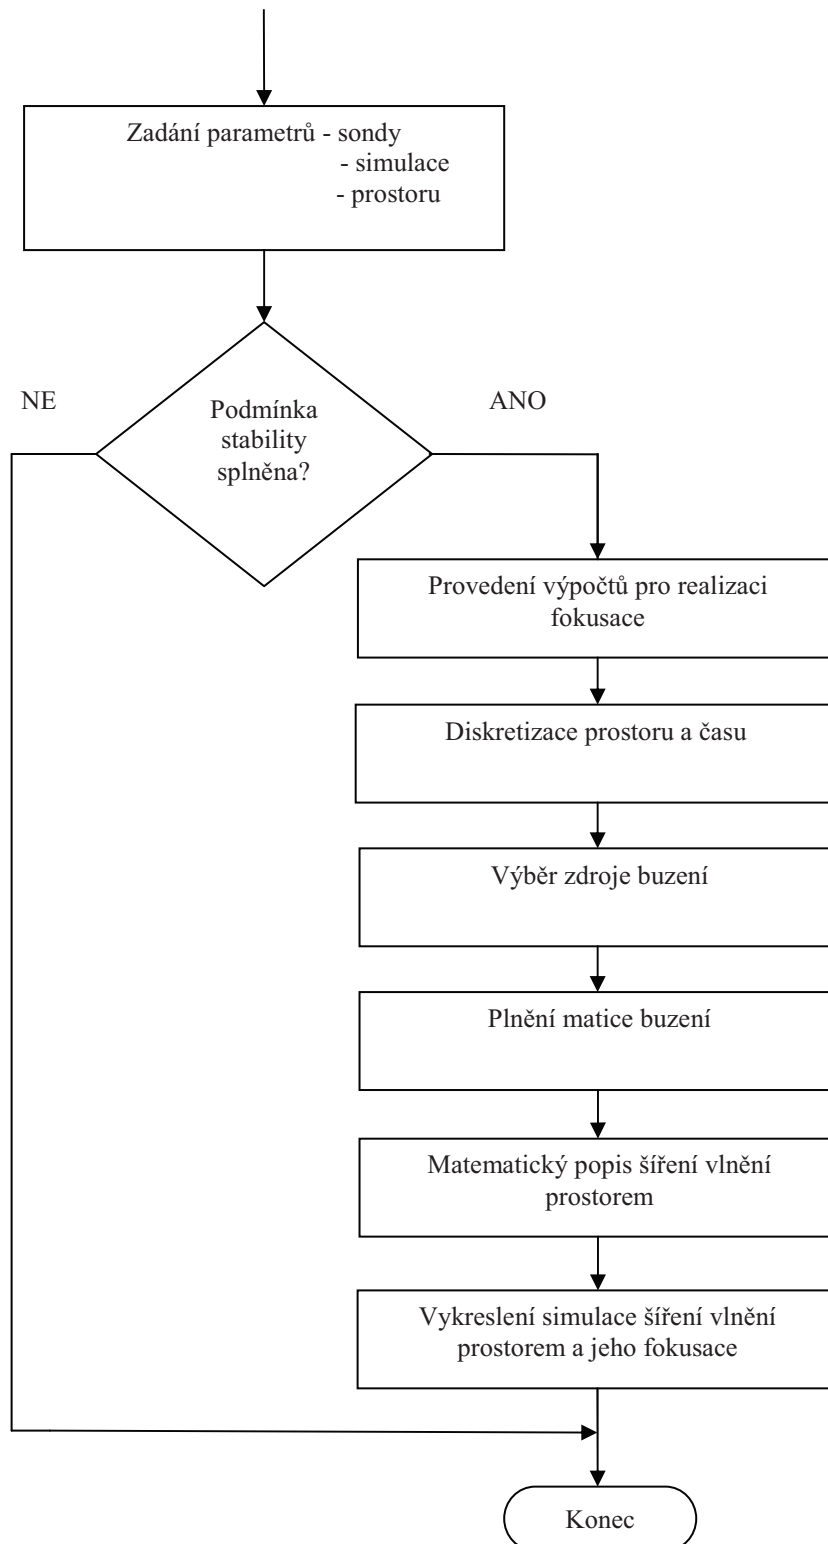 Zadání parametrů - sondy
- simulace
- prostoru
NE
ANO
Podmínka
stability
splněna?
Provedení výpočtů pro realizaci
fokusace
Diskretizace prostoru a času
Výběr zdroje buzení
Plnění matice buzení
Matematický popis šíření vlnění
prostorem
Vykreslení simulace šíření vlnění
prostorem a jeho fokusace
Konec